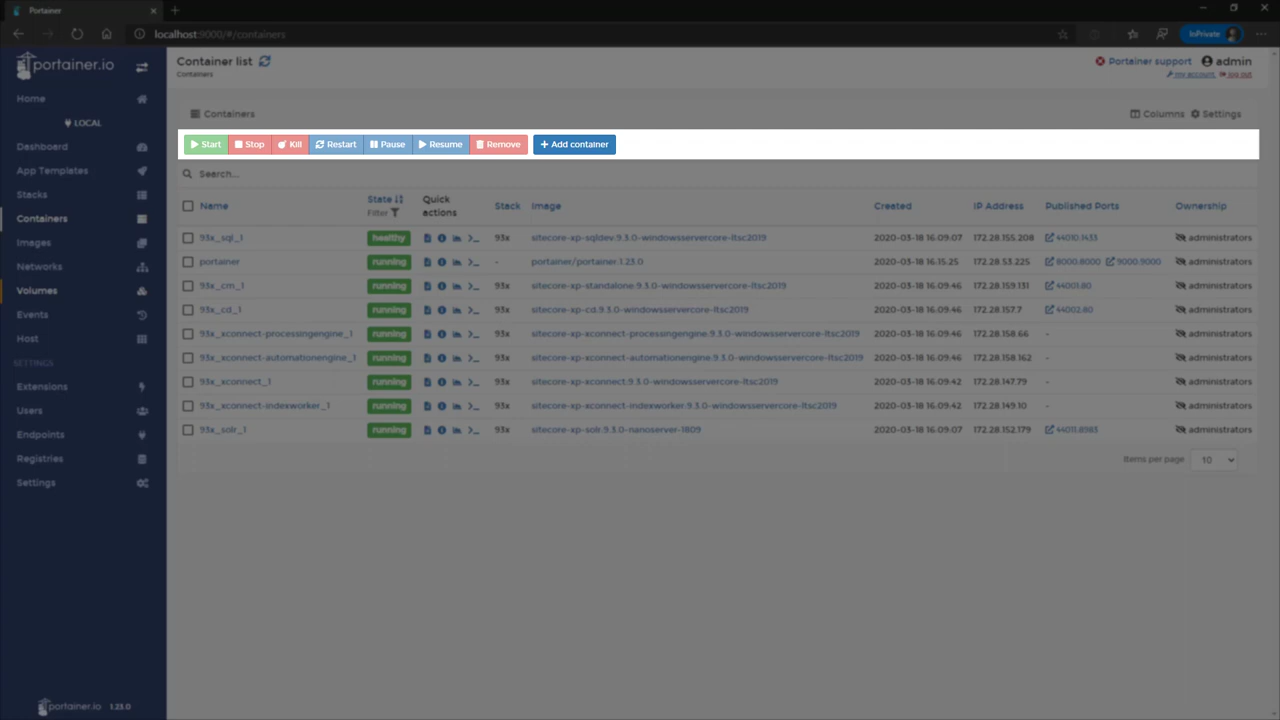 Portainer
localhost:9000/#/containers
InPrivate
portainer.io
Home
LOCAL
Dashboard
App Templates
Stacks
Containers
Images
Networks
Volumes
Events
Host
SETTINGS
Extensions
Users
Endpoints
Registries
Settings
portainer.io 1.23.0
Container list
Containers
Portainer support admin
my account log out
Containers
Columns Settings
Start Stop Kill Restart Pause Resume Remove Add container
Search...
Name State Filter Quick actions Stack Image Created IP Address Published Ports Ownership
93x_sql_1 healthy 93x sitecore-xp-sqldev:9.3.0-windowsservercore-ltsc2019 2020-03-18 16:09:07 172.28.155.208 44010:1433 administrators
portainer running - portainer/portainer:1.23.0 2020-03-18 16:15:25 172.28.53.225 8000:8000 9000:9000 administrators
93x_cm_1 running 93x sitecore-xp-standalone:9.3.0-windowsservercore-ltsc2019 2020-03-18 16:09:46 172.28.159.131 44001:80 administrators
93x_cd_1 running 93x sitecore-xp-cd:9.3.0-windowsservercore-ltsc2019 2020-03-18 16:09:46 172.28.157.7 44002:80 administrators
93x_xconnect-processingengine_1 running 93x sitecore-xp-xconnect-processingengine:9.3.0-windowsservercore-ltsc2019 2020-03-18 16:09:46 172.28.158.66 - administrators
93x_xconnect-automationengine_1 running 93x sitecore-xp-xconnect-automationengine:9.3.0-windowsservercore-ltsc2019 2020-03-18 16:09:46 172.28.158.162 - administrators
93x_xconnect_1 running 93x sitecore-xp-xconnect:9.3.0-windowsservercore-ltsc2019 2020-03-18 16:09:42 172.28.147.79 - administrators
93x_xconnect-indexworker_1 running 93x sitecore-xp-xconnect-indexworker:9.3.0-windowsservercore-ltsc2019 2020-03-18 16:09:42 172.28.149.10 - administrators
93x_solr_1 running 93x sitecore-xp-solr:9.3.0-nanoserver-1809 2020-03-18 16:09:07 172.28.152.179 44011:8983 administrators
Items per page 10